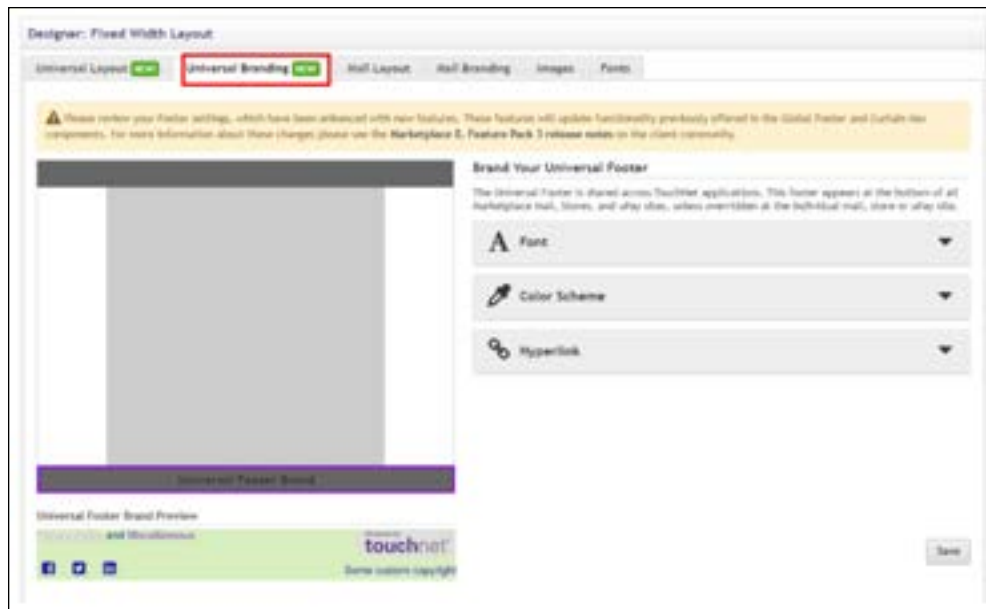 Designer: Fixed Width Layout
Universal Layout NEW! Universal Branding NEW! Mall Layout Mall Branding Images Fonts
Please review your Footer settings, which have been enhanced with new features. These features will update functionality previously offered in the Global Footer and Curtain Nav
components. For more information about these changes please see the Marketplace 8, Feature Pack 3 release notes on the client community.
Brand Your Universal Footer
The Universal Footer is shared across TouchNet applications. This footer appears at the bottom of all
Marketplace Mall, Stores, and uPay sites, unless overridden at the individual mall, store or uPay site.
Font
Color Scheme
Hyperlink
Universal Footer Brand
Universal Footer Brand Preview
and Miscellaneous
touchnet
Some custom copyright
Save